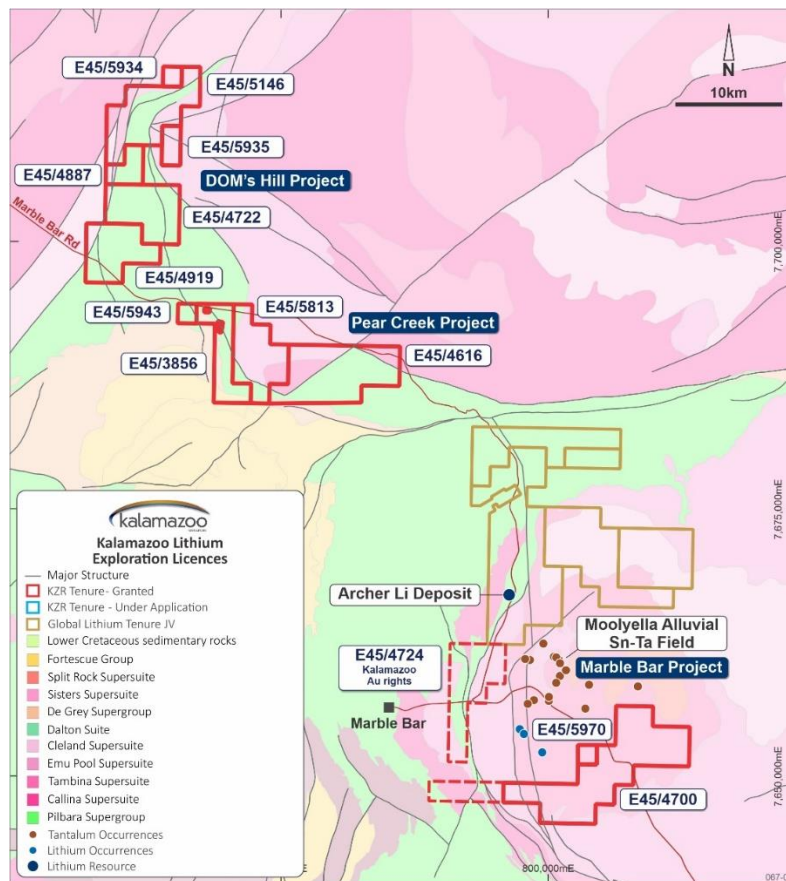 E45/5934
E45/5146
N
10km
E45/5935
E45/4887
DOM's Hill Project
Marble Bar Rd
E45/4722
7,700,000mE
E45/4919
E45/5943
E45/5813
Pear Creek Project
E45/3856
E45/4616
kalamazoo
Kalamazoo Lithium
Exploration Licences
Major Structure
KZR Tenure- Granted
KZR Tenure - Under Application
Global Lithium Tenure JV
Lower Cretaceous sedimentary rocks
Fortescue Group
Split Rock Supersuite
Sisters Supersuite
De Grey Supergroup
Dalton Suite
Cleland Supersuite
Emu Pool Supersuite
Tambina Supersuite
Callina Supersuite
Pilbara Supergroup
Tantalum Occurrences
Lithium Occurrences
Lithium Resource
7,675,000mE
Archer Li Deposit
Moolyella Alluvial
Sn-Ta Field
Marble Bar Project
E45/4724
Kalamazoo
Au rights
Marble Bar
E45/5970
E45/4700
7,650,000mE
800,000mE